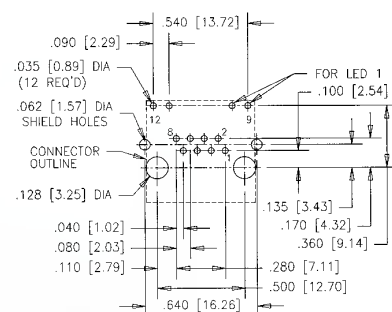 .540 [13.72]
.090 [2.29]
.035 [0.89] DIA
(12 REQ'D)
FOR LED 1
.100 [2.54]
.062 [1.57] DIA
SHIELD HOLES
12
9
8
2
CONNECTOR
OUTLINE
1
.128 [3.25] DIA
.135 [3.43]
.040 [1.02]
.170 [4.32]
.080 [2.03]
.360 [9.14]
.110 [2.79]
.280 [7.11]
.500 [12.70]
.640 [16.26]